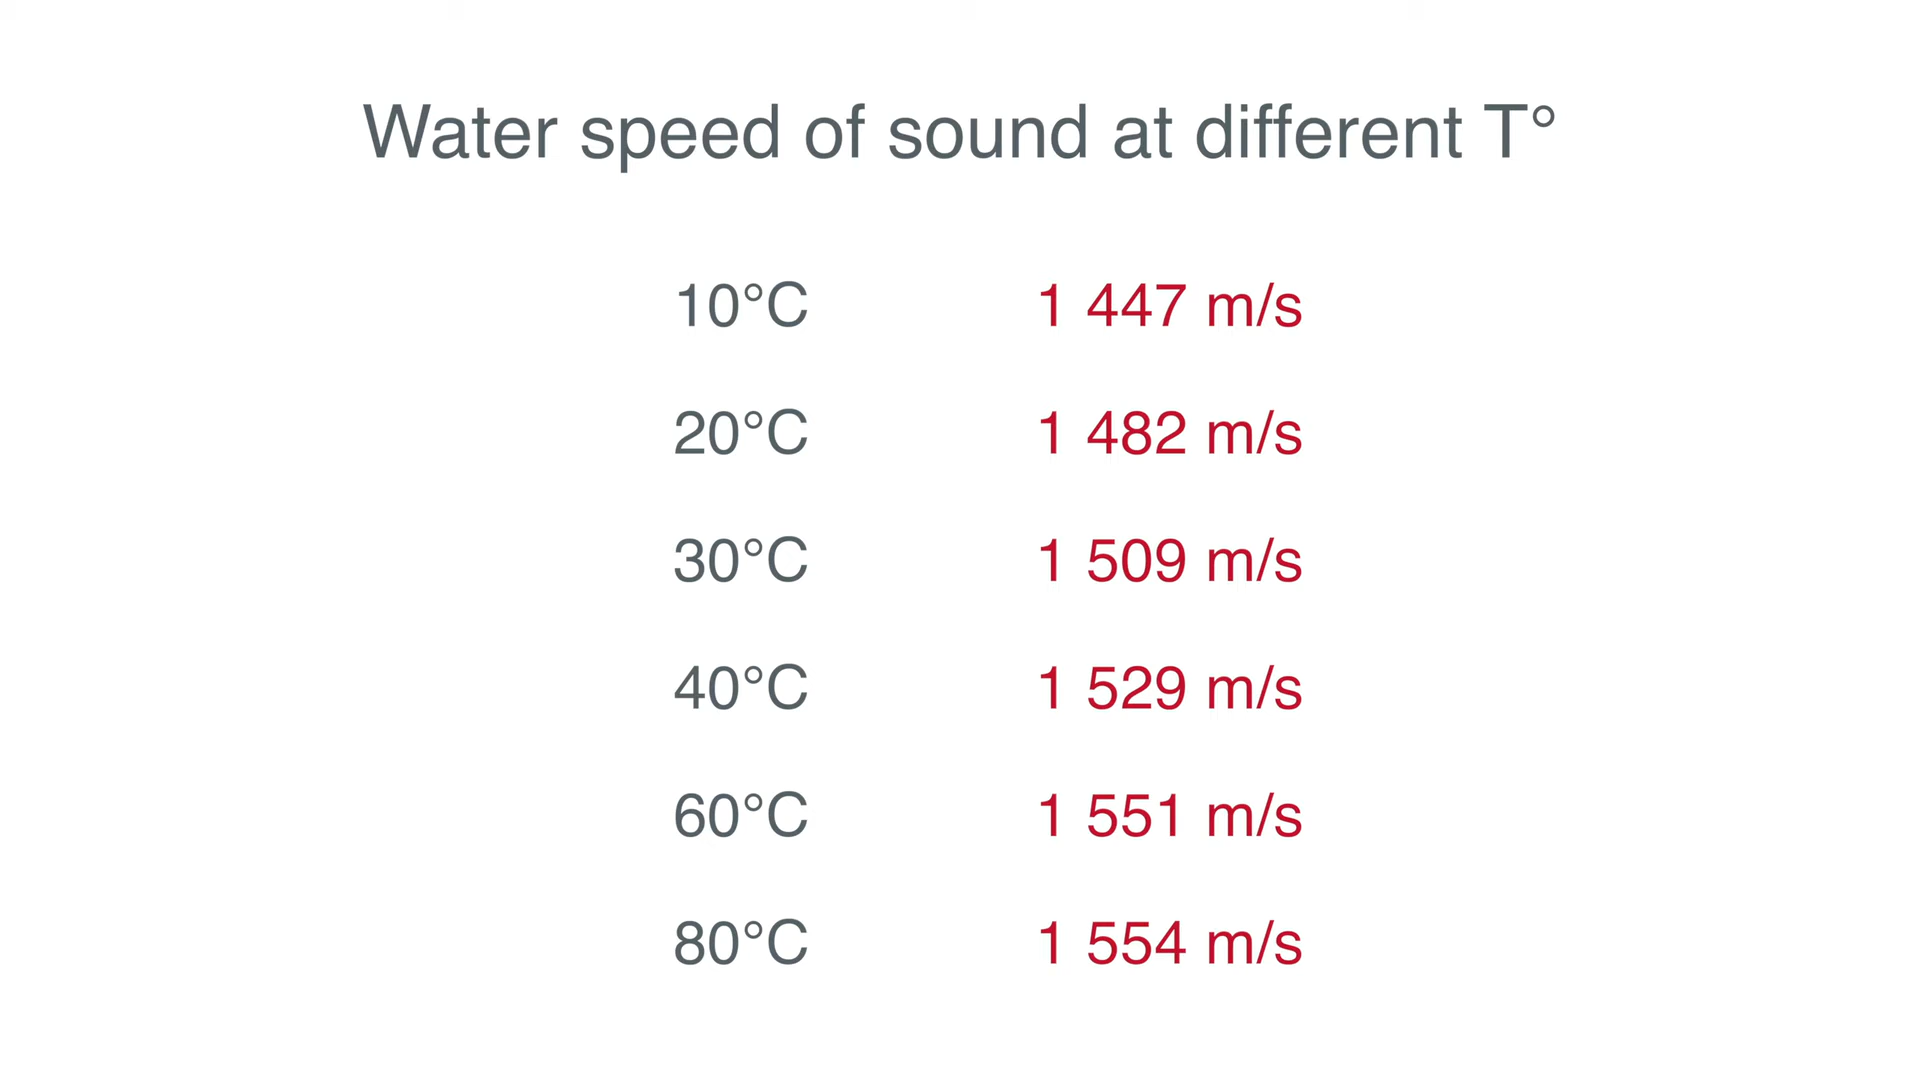 Water speed of sound at different T°
10°C 1 447 m/s
20°C 1 482 m/s
30°C 1 509 m/s
40°C 1 529 m/s
60°C 1 551 m/s
80°C 1 554 m/s